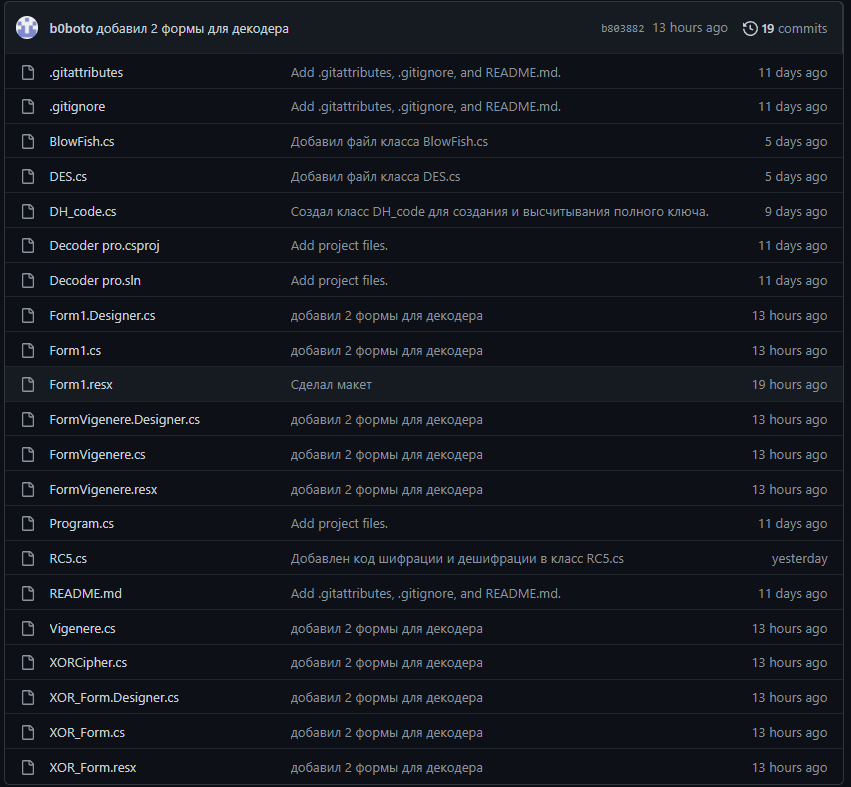 b0boto добавил 2 формы для декодера b803882 13 hours ago 19 commits
.gitattributes Add .gitattributes, .gitignore, and README.md. 11 days ago
.gitignore Add .gitattributes, .gitignore, and README.md. 11 days ago
BlowFish.cs Добавил файл класса BlowFish.cs 5 days ago
DES.cs Добавил файл класса DES.cs 5 days ago
DH_code.cs Создал класс DH_code для создания и высчитывания полного ключа. 9 days ago
Decoder pro.csproj Add project files. 11 days ago
Decoder pro.sln Add project files. 11 days ago
Form1.Designer.cs добавил 2 формы для декодера 13 hours ago
Form1.cs добавил 2 формы для декодера 13 hours ago
Form1.resx Сделал макет 19 hours ago
FormVigenere.Designer.cs добавил 2 формы для декодера 13 hours ago
FormVigenere.cs добавил 2 формы для декодера 13 hours ago
FormVigenere.resx добавил 2 формы для декодера 13 hours ago
Program.cs Add project files. 11 days ago
RC5.cs Добавлен код шифрации и дешифрации в класс RC5.cs yesterday
README.md Add .gitattributes, .gitignore, and README.md. 11 days ago
Vigenere.cs добавил 2 формы для декодера 13 hours ago
XORCipher.cs добавил 2 формы для декодера 13 hours ago
XOR_Form.Designer.cs добавил 2 формы для декодера 13 hours ago
XOR_Form.cs добавил 2 формы для декодера 13 hours ago
XOR_Form.resx добавил 2 формы для декодера 13 hours ago